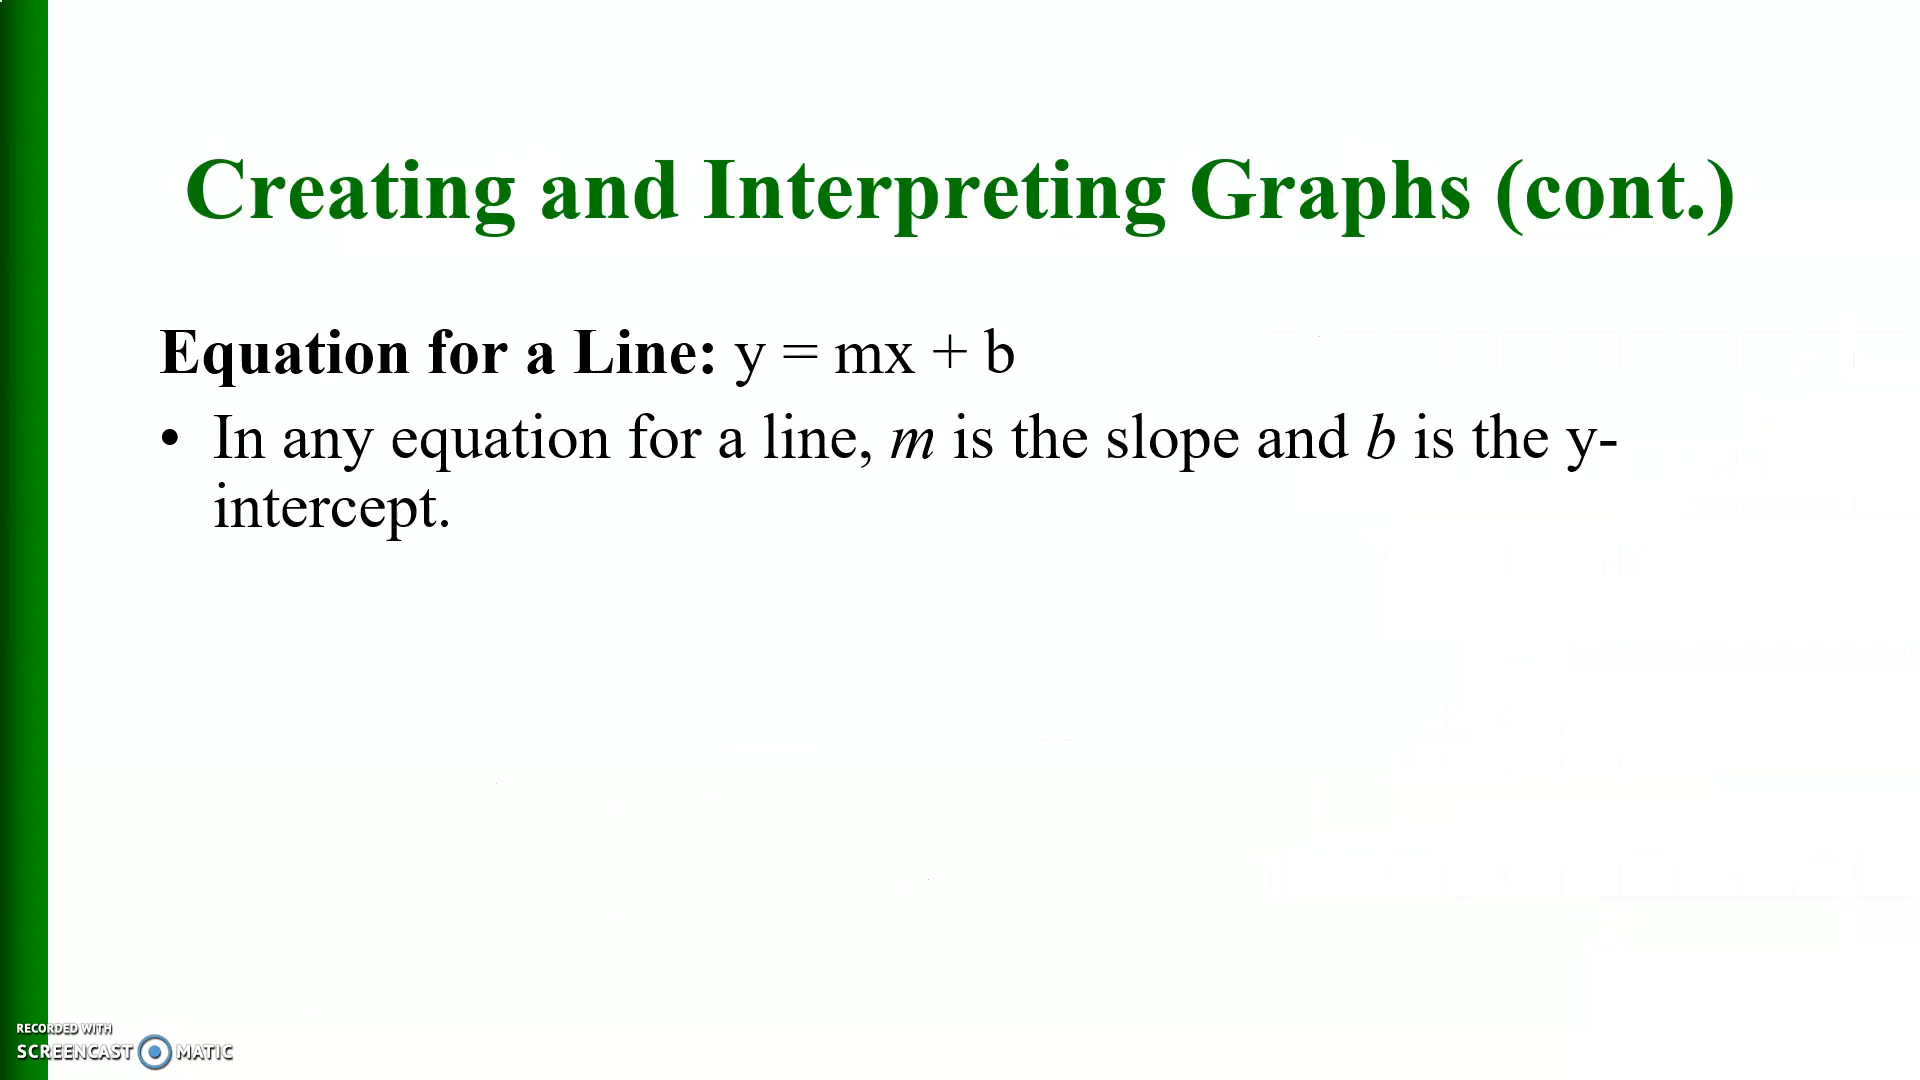 Creating and Interpreting Graphs (cont.)
Equation for a Line: y = mx + b
• In any equation for a line, m is the slope and b is the y-
intercept.
RECORDED WITH
SCREENCAST MATIC